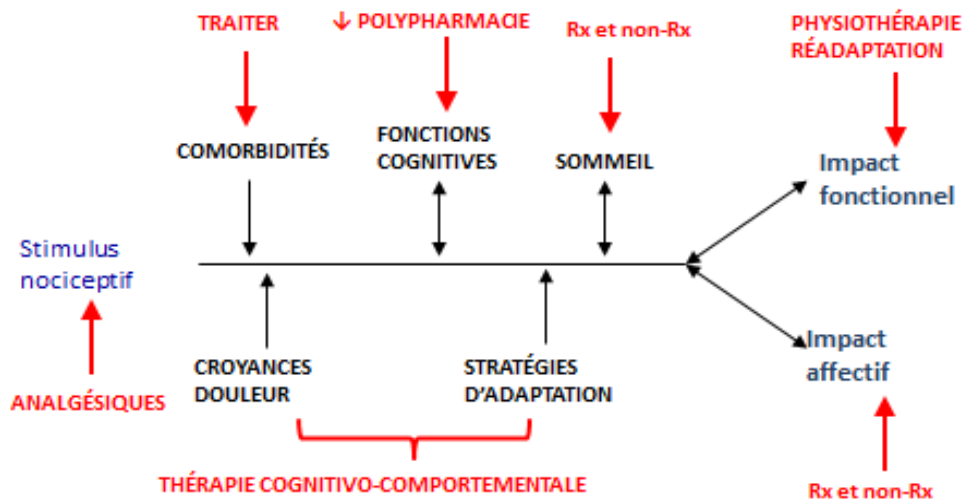 TRAITER
↓ POLYPHARMACIE
Rx et non-Rx
PHYSIOTHÉRAPIE
RÉADAPTATION
COMORBIDITÉS
FONCTIONS
COGNITIVES
SOMMEIL
Impact
fonctionnel
Stimulus
nociceptif
CROYANCES
DOULEUR
STRATÉGIES
D'ADAPTATION
Impact
affectif
ANALGÉSIQUES
THÉRAPIE COGNITIVO-COMPORTEMENTALE
Rx et non-Rx